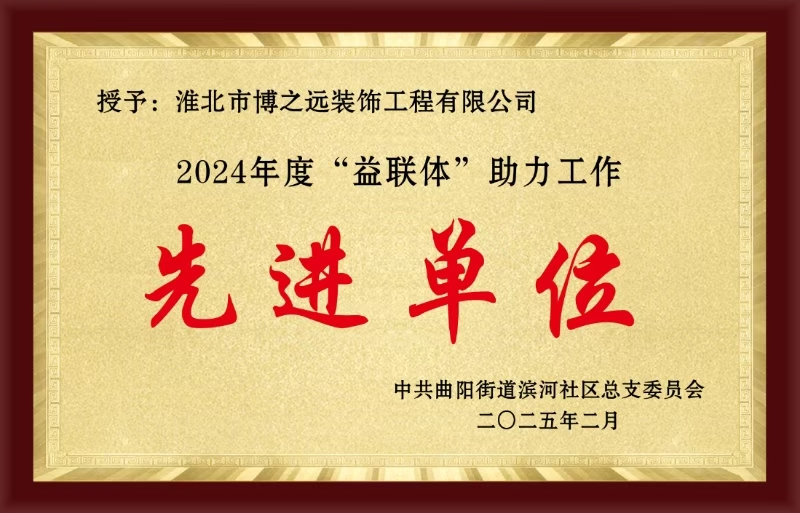 授予：淮北市博之远装饰工程有限公司
2024年度“益联体”助力工作
先进单位
中共曲阳街道滨河社区总支委员会
二〇二五年二月